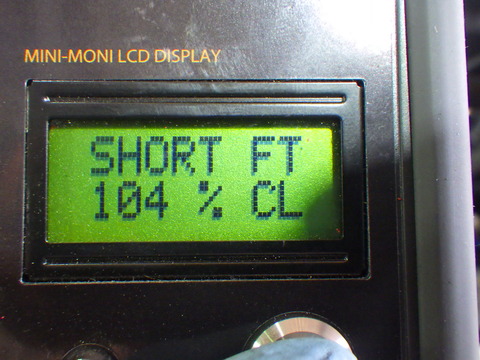 MINI-MONI LCD DISPLAY
SHORT FT
104 % CL